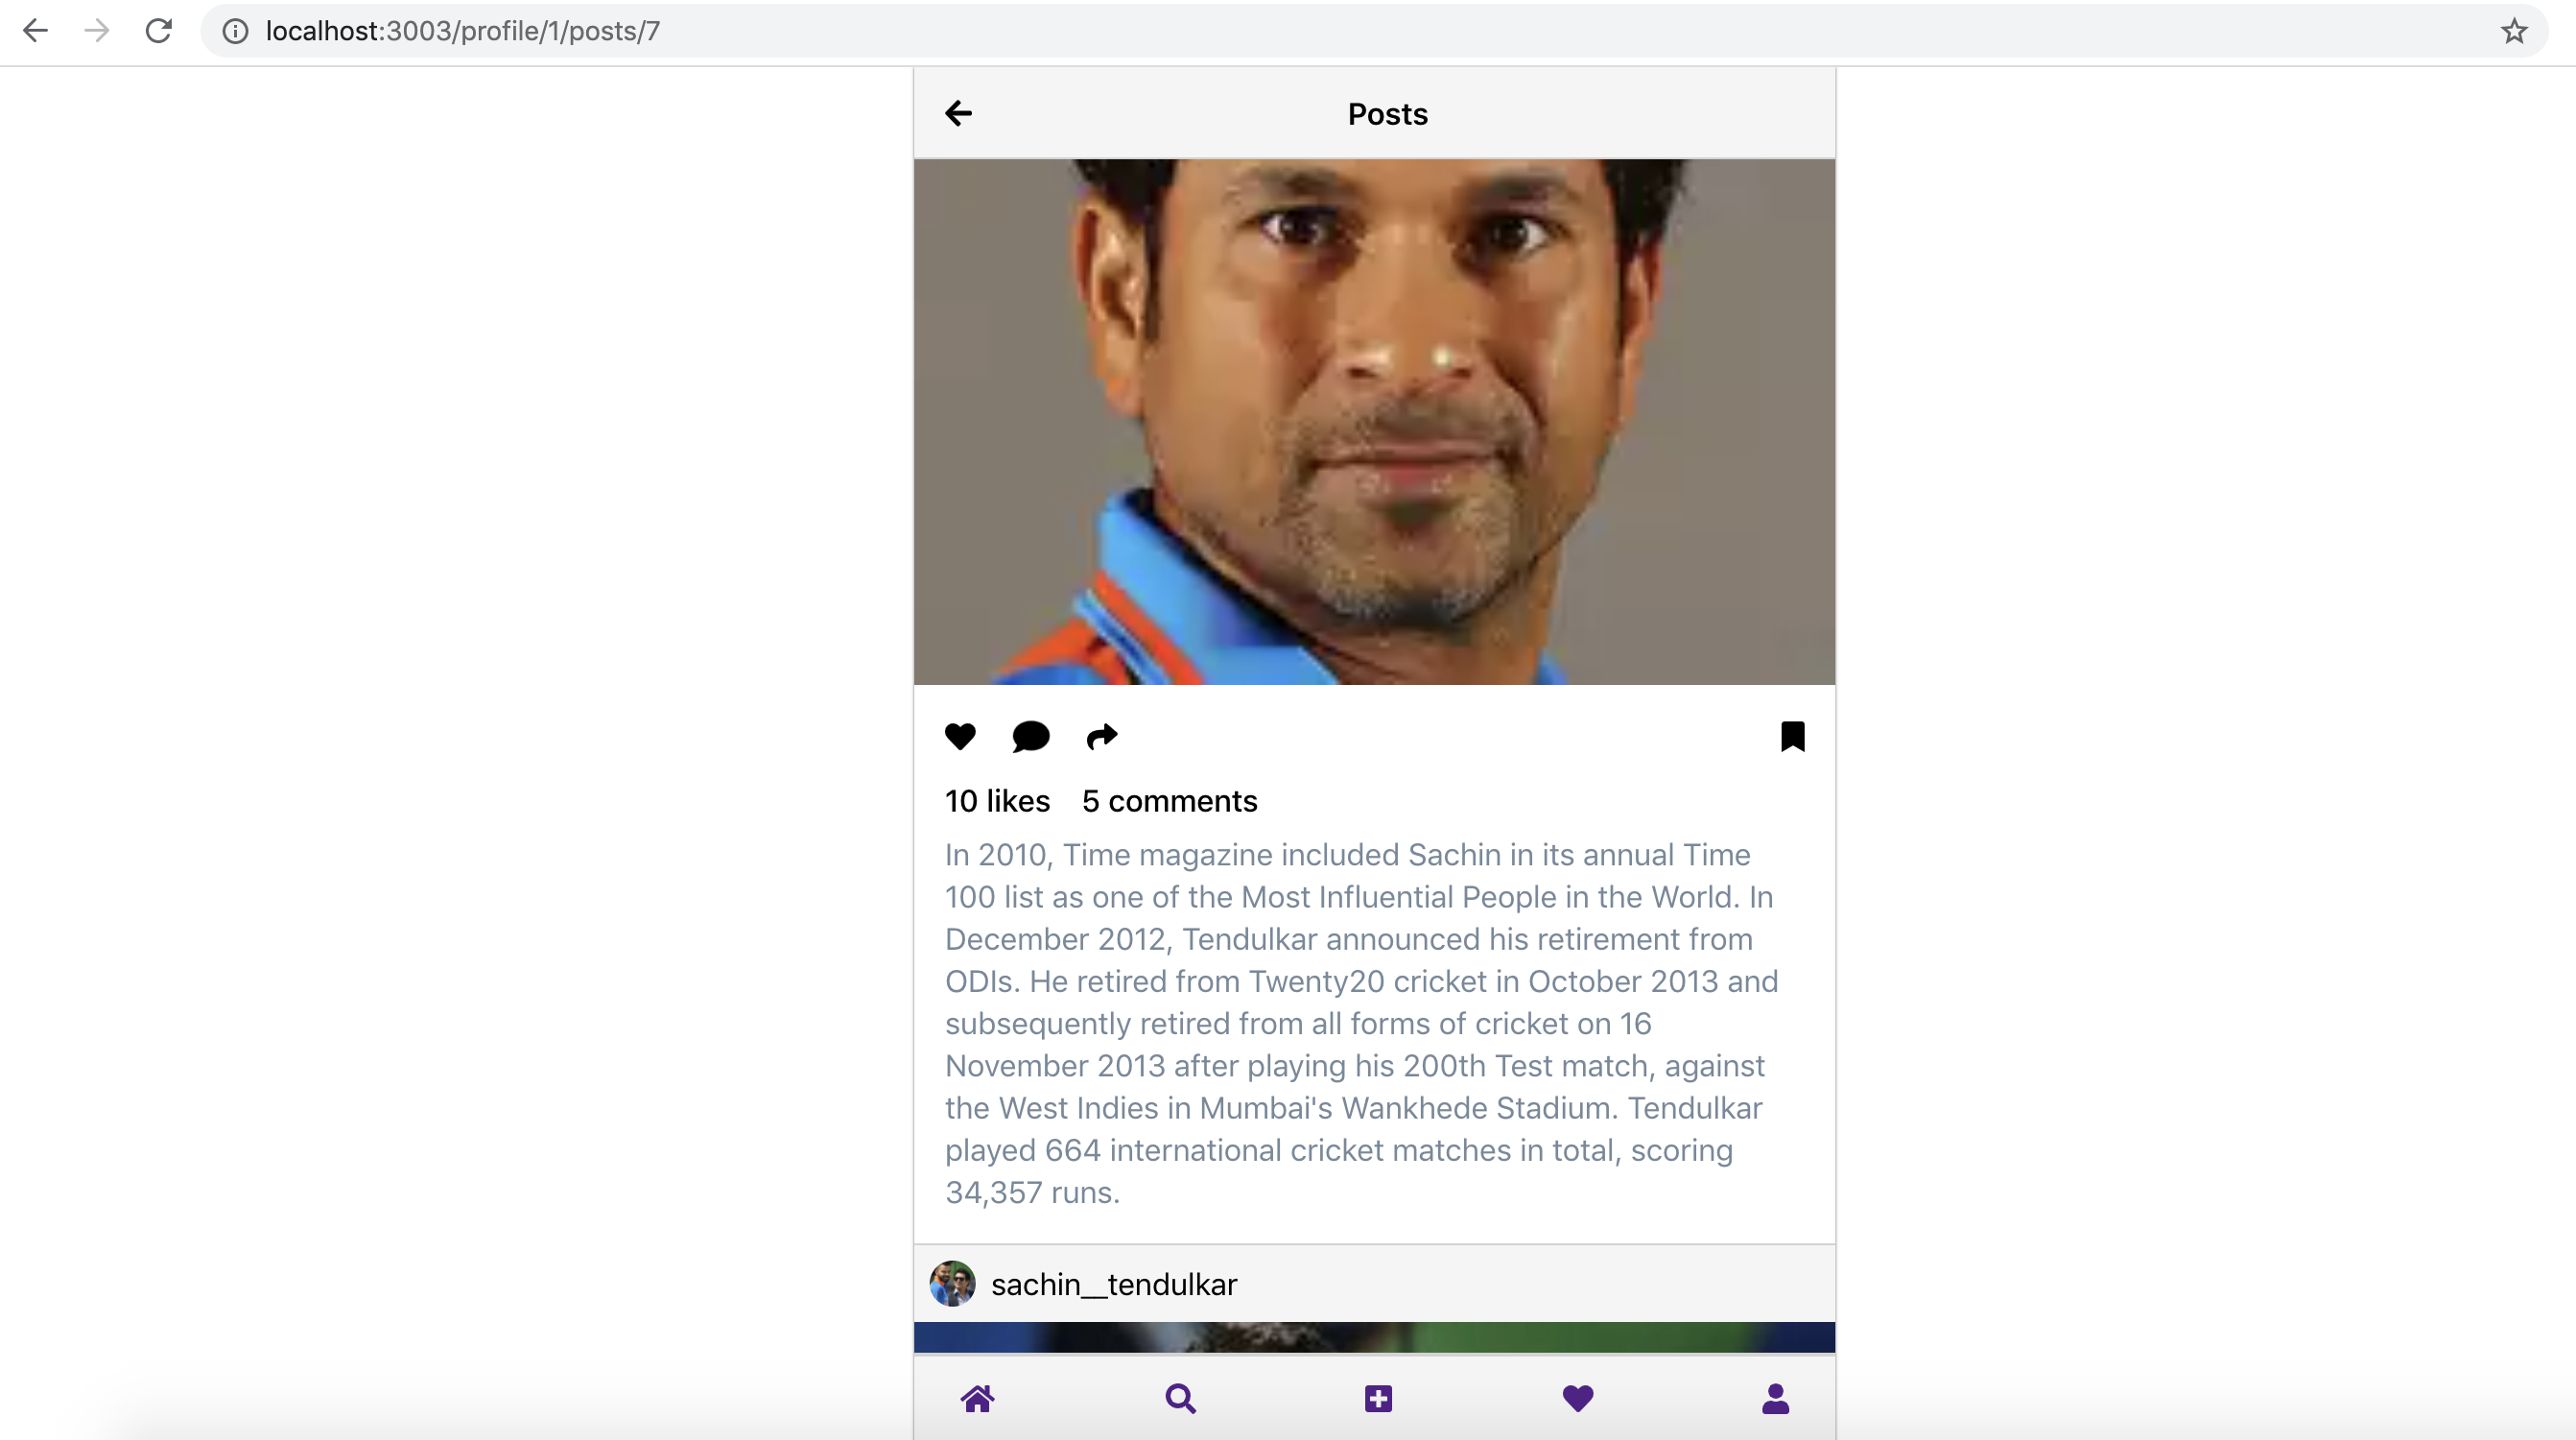 localhost:3003/profile/1/posts/7
Posts
10 likes 5 comments
In 2010, Time magazine included Sachin in its annual Time
100 list as one of the Most Influential People in the World. In
December 2012, Tendulkar announced his retirement from
ODIs. He retired from Twenty20 cricket in October 2013 and
subsequently retired from all forms of cricket on 16
November 2013 after playing his 200th Test match, against
the West Indies in Mumbai's Wankhede Stadium. Tendulkar
played 664 international cricket matches in total, scoring
34,357 runs.
sachin__tendulkar